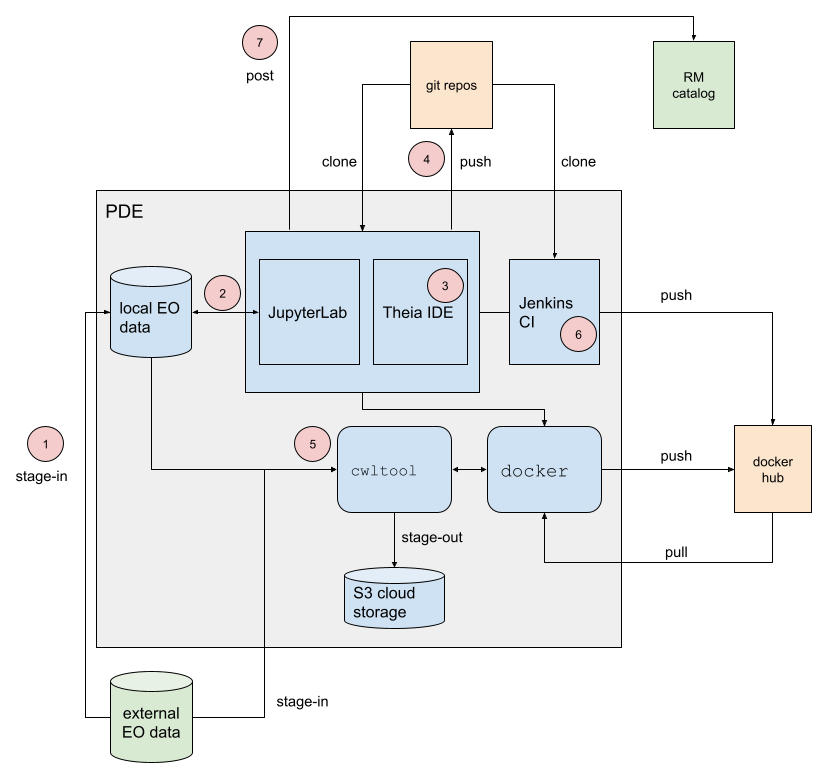 7
post
git repos
RM
catalog
clone
4
push
clone
PDE
local EO
data
2
JupyterLab
3
Theia IDE
Jenkins
CI
6
push
1
stage-in
5
cwltool
docker
push
docker
hub
stage-out
pull
S3 cloud
storage
external
EO data
stage-in